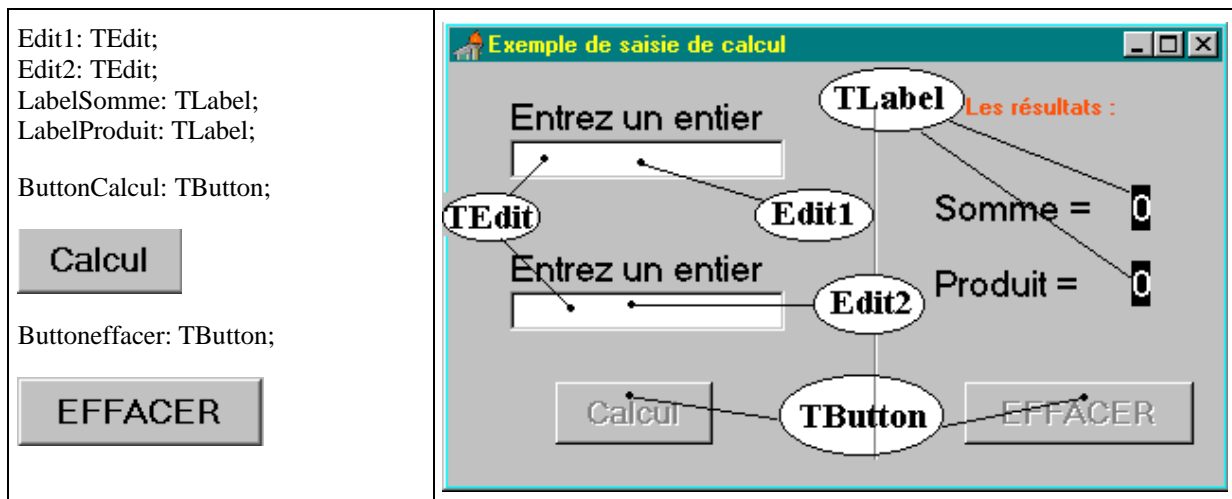 Edit1: TEdit;
Edit2: TEdit;
LabelSomme: TLabel;
LabelProduit: TLabel;
ButtonCalcul: TButton;
Calcul
Buttoneffacer: TButton;
EFFACER
Exemple de saisie de calcul
TLabel
Les résultats :
Entrez un entier
TEdit
Edit1
Somme = 0
Entrez un entier
Edit2
Produit = 0
Calcul
TButton
EFFACER